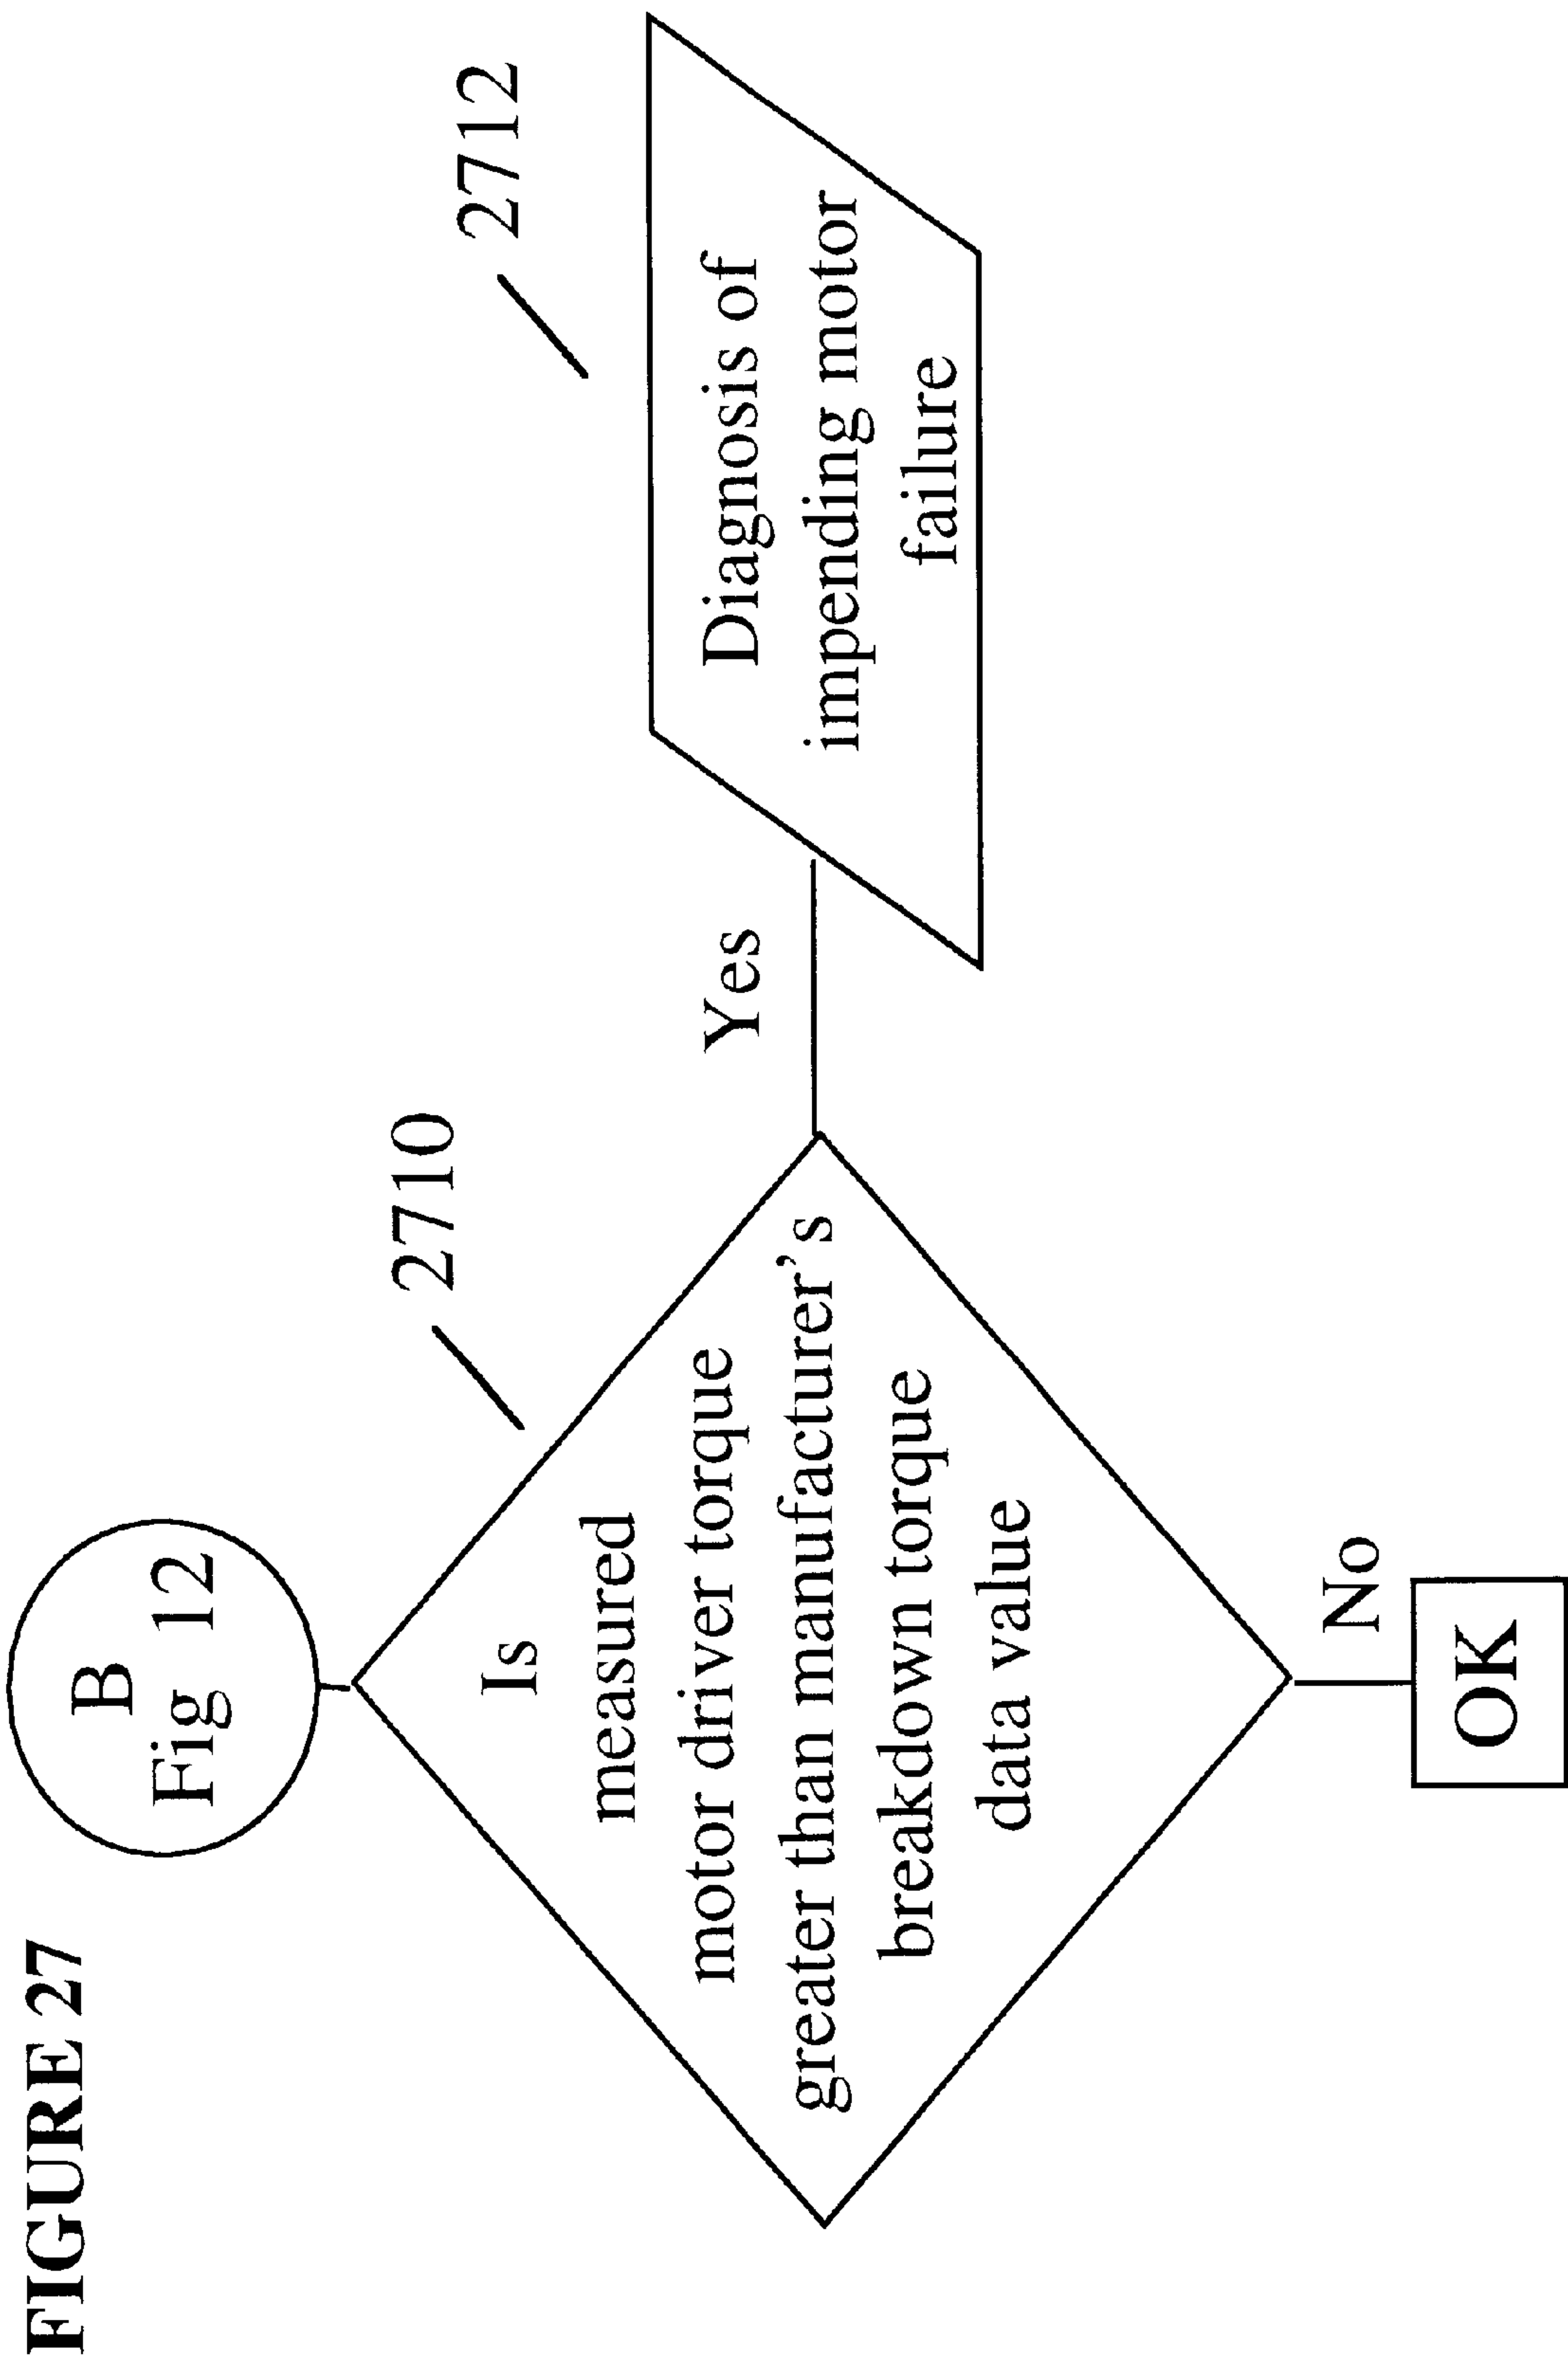 FIGURE 27
B
Fig 12
2710
Is
measured
motor driver torque
greater than manufacturer's
breakdown torque
data value
Yes
2712
Diagnosis of
impending motor
failure
No
OK